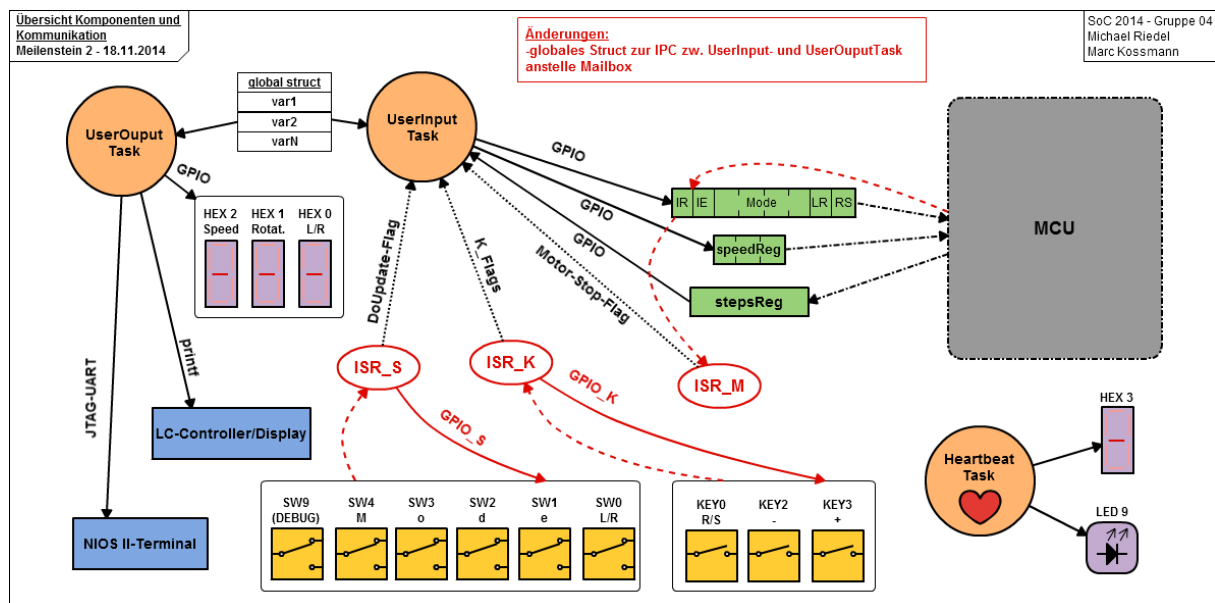 Übersicht Komponenten und
Kommunikation
Meilenstein 2 - 18.11.2014
Änderungen:
-globales Struct zur IPC zw. UserInput- und UserOuputTask
anstelle Mailbox
SoC 2014 - Gruppe 04
Michael Riedel
Marc Kossmann
global struct
var1
var2
varN
UserOuput
Task
UserInput
Task
GPIO
GPIO
GPIO
GPIO
IR IE Mode LR RS
speedReg
stepsReg
MCU
HEX 2
Speed
HEX 1
Rotat.
HEX 0
L/R
DoUpdate-Flag
K_Flags
Motor-Stop-Flag
JTAG-UART
printf
ISR_S
ISR_K
ISR_M
GPIO_S
GPIO_K
LC-Controller/Display
NIOS II-Terminal
SW9
(DEBUG)
SW4
M
SW3
o
SW2
d
SW1
e
SW0
L/R
KEY0
R/S
KEY2
-
KEY3
+
Heartbeat
Task
HEX 3
LED 9